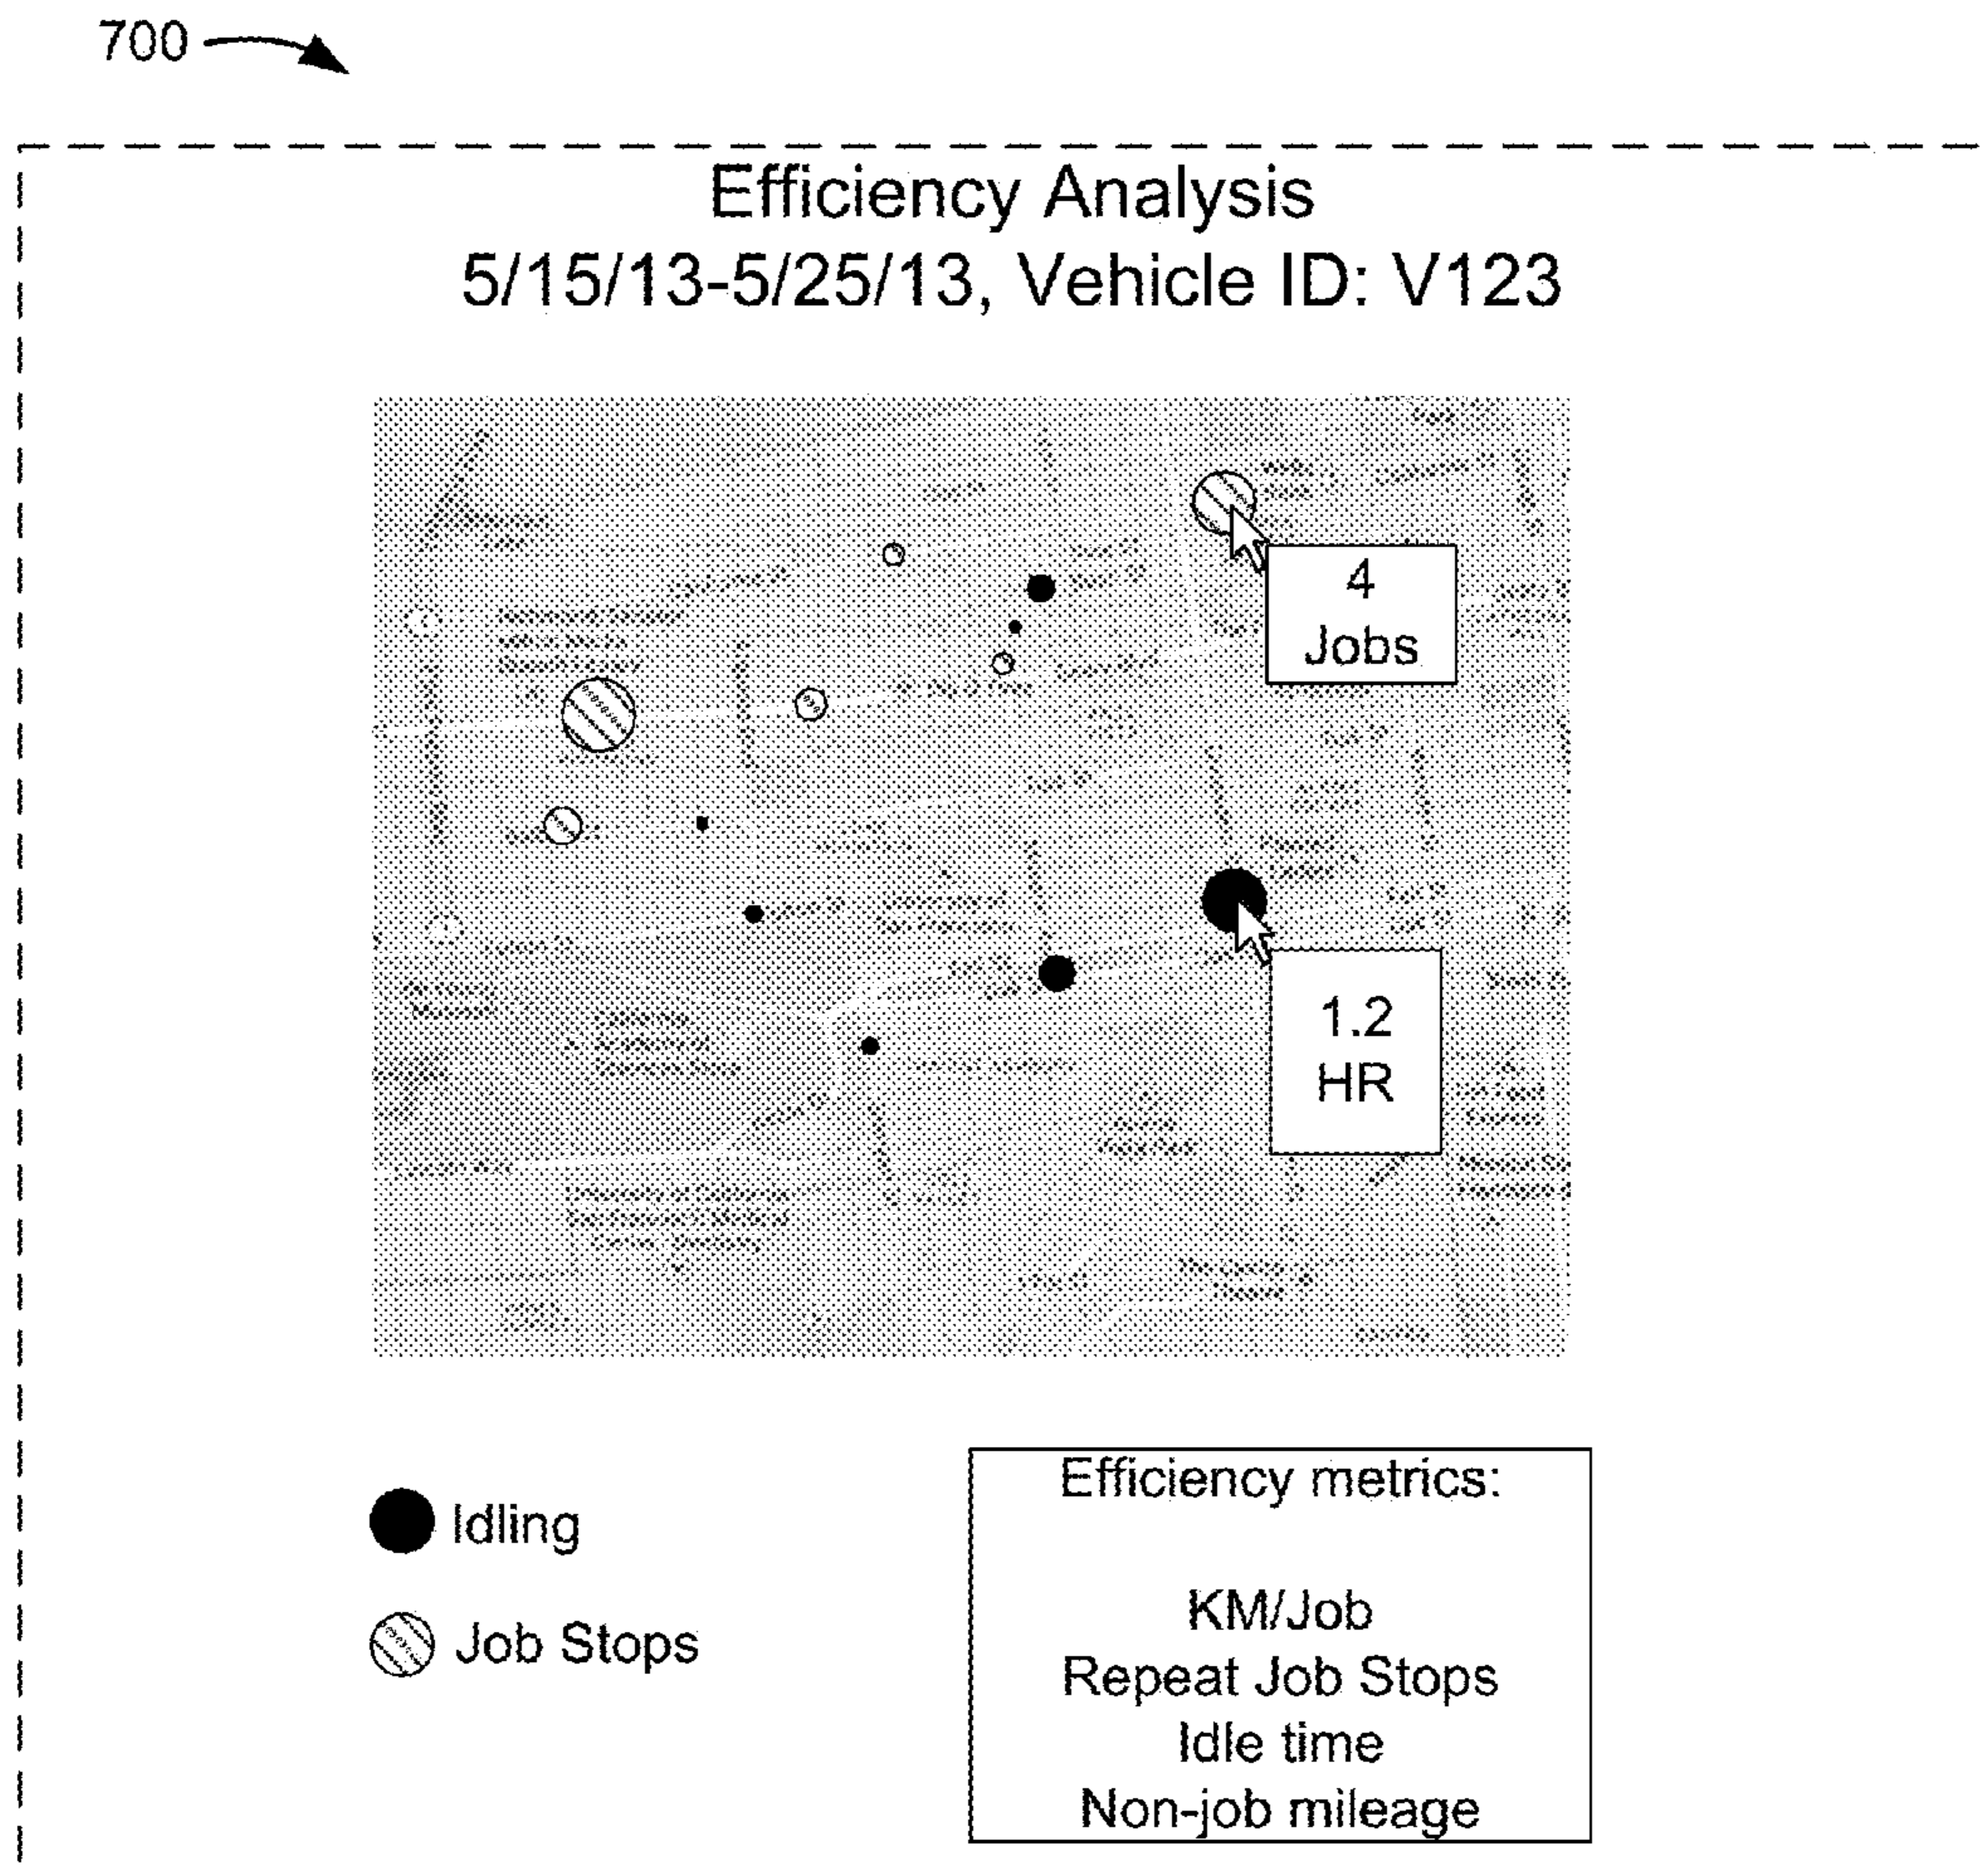 700
Efficiency Analysis
5/15/13-5/25/13, Vehicle ID: V123
4
Jobs
1.2
HR
Idling
Job Stops
Efficiency metrics:
KM/Job
Repeat Job Stops
Idle time
Non-job mileage